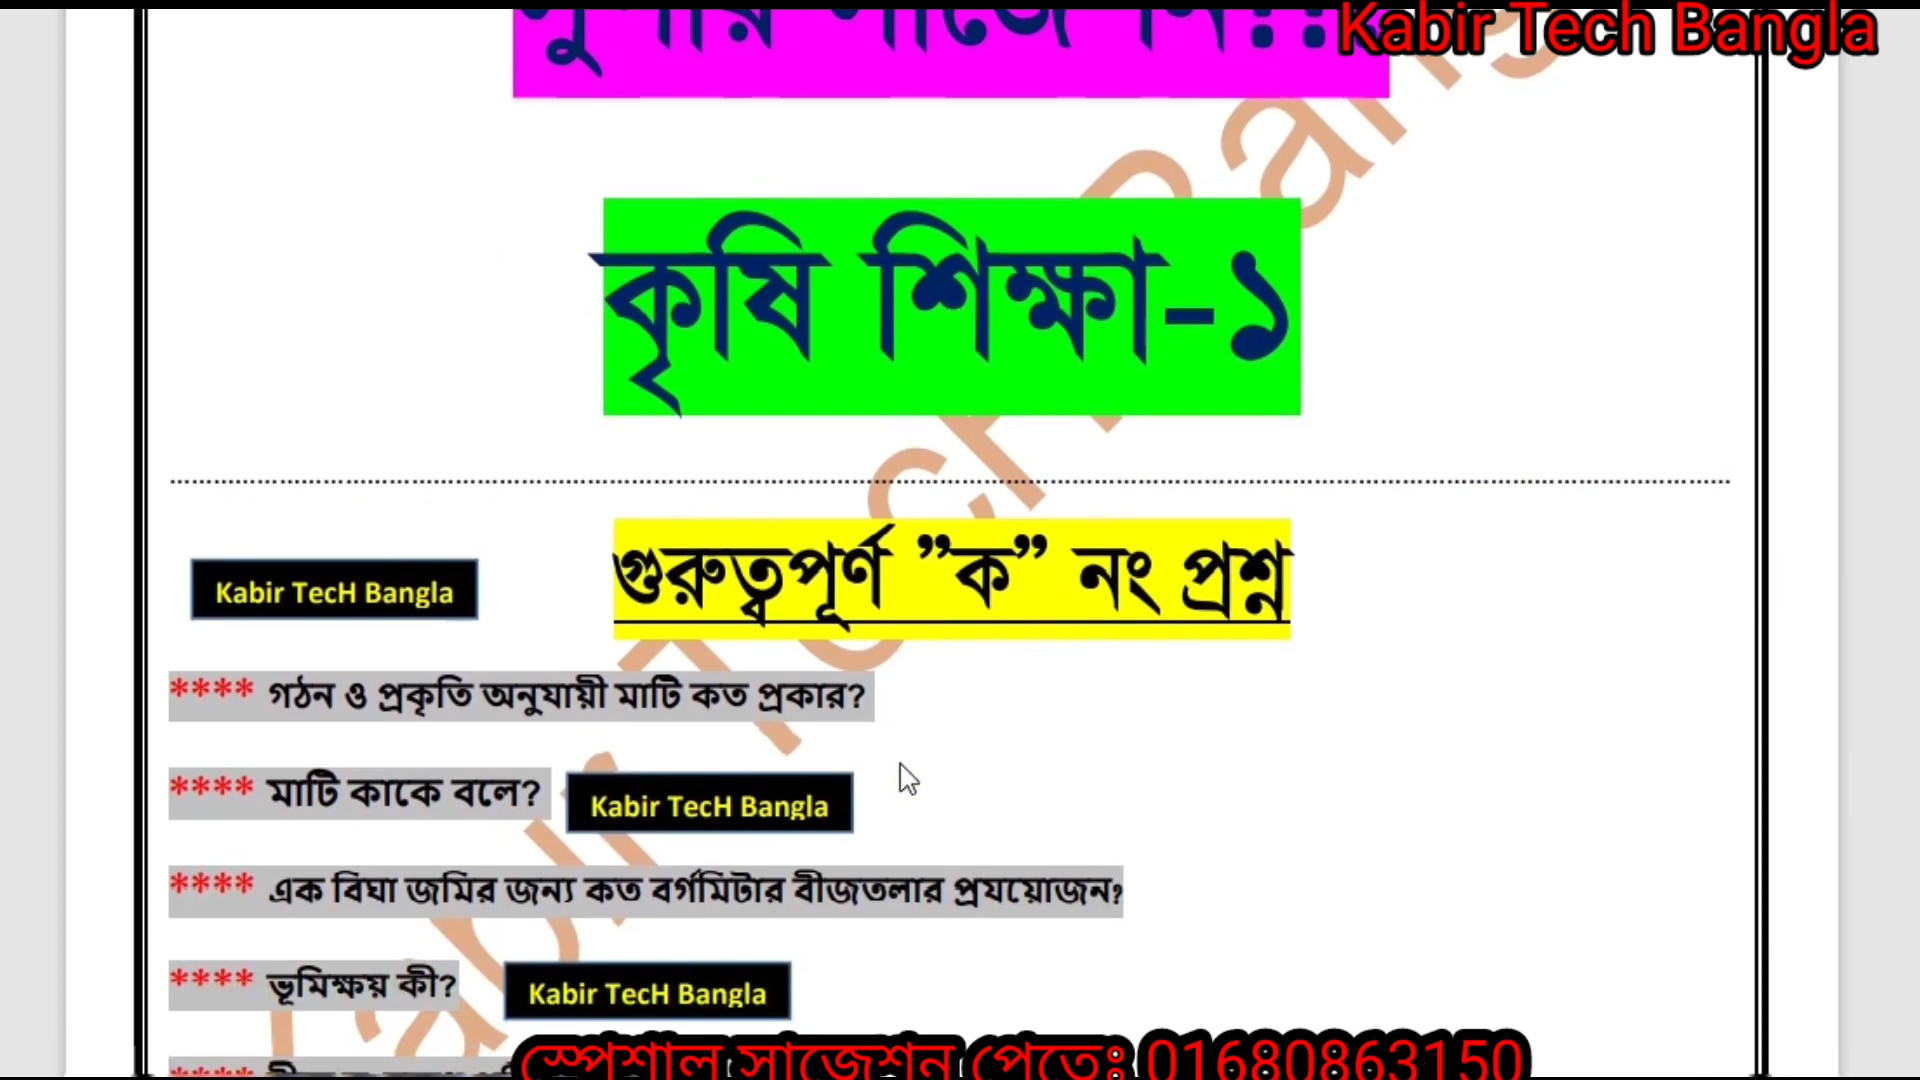 Kabir Tech Bangla
কৃষি শিক্ষা-১
গুরুত্বপূর্ণ ”ক” নং প্রশ্ন
Kabir TecH Bangla
**** গঠন ও প্রকৃতি অনুযায়ী মাটি কত প্রকার?
**** মাটি কাকে বলে?
Kabir TecH Bangla
**** এক বিঘা জমির জন্য কত বর্গমিটার বীজতলার প্রযয়োজন?
**** ভূমিক্ষয় কী?
Kabir TecH Bangla
স্পেশাল সাজেশন পেতেঃ 01680863150